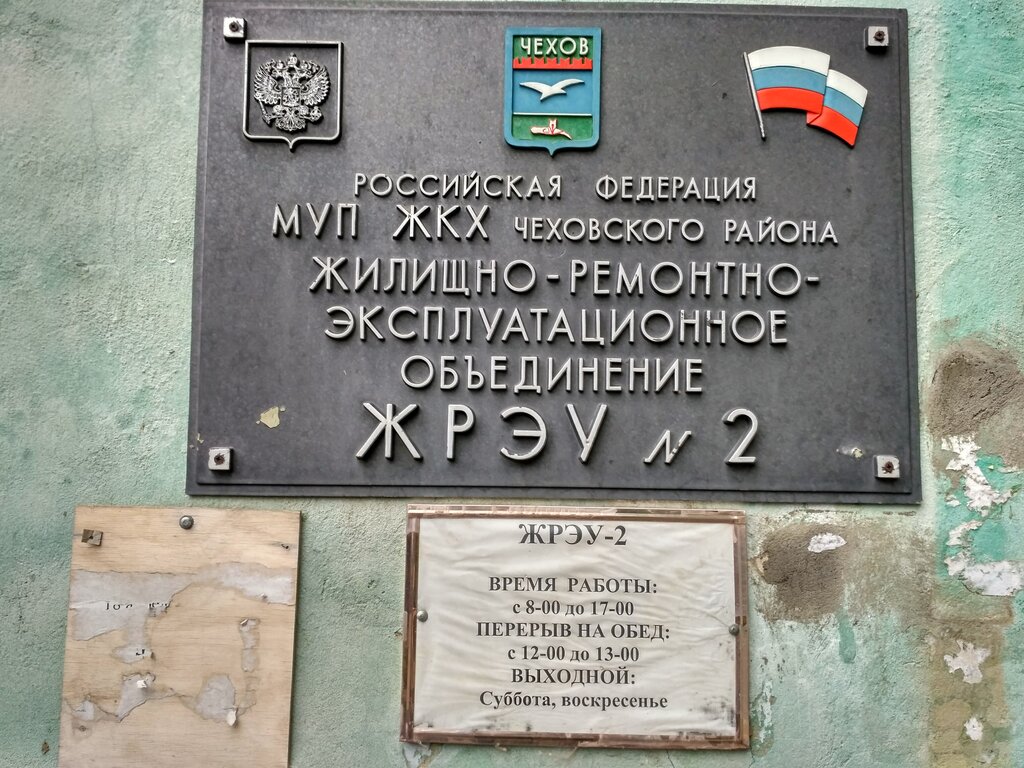 ЧЕХОВ
РОССИЙСКАЯ ФЕДЕРАЦИЯ
МУП ЖКХ ЧЕХОВСКОГО РАЙОНА
ЖИЛИЩНО-РЕМОНТНО-
ЭКСПЛУАТАЦИОННОЕ
ОБЪЕДИНЕНИЕ
ЖРЭУ N 2
ЖРЭУ-2
ВРЕМЯ РАБОТЫ:
с 8-00 до 17-00
ПЕРЕРЫВ НА ОБЕД:
с 12-00 до 13-00
ВЫХОДНОЙ:
Суббота, воскресенье